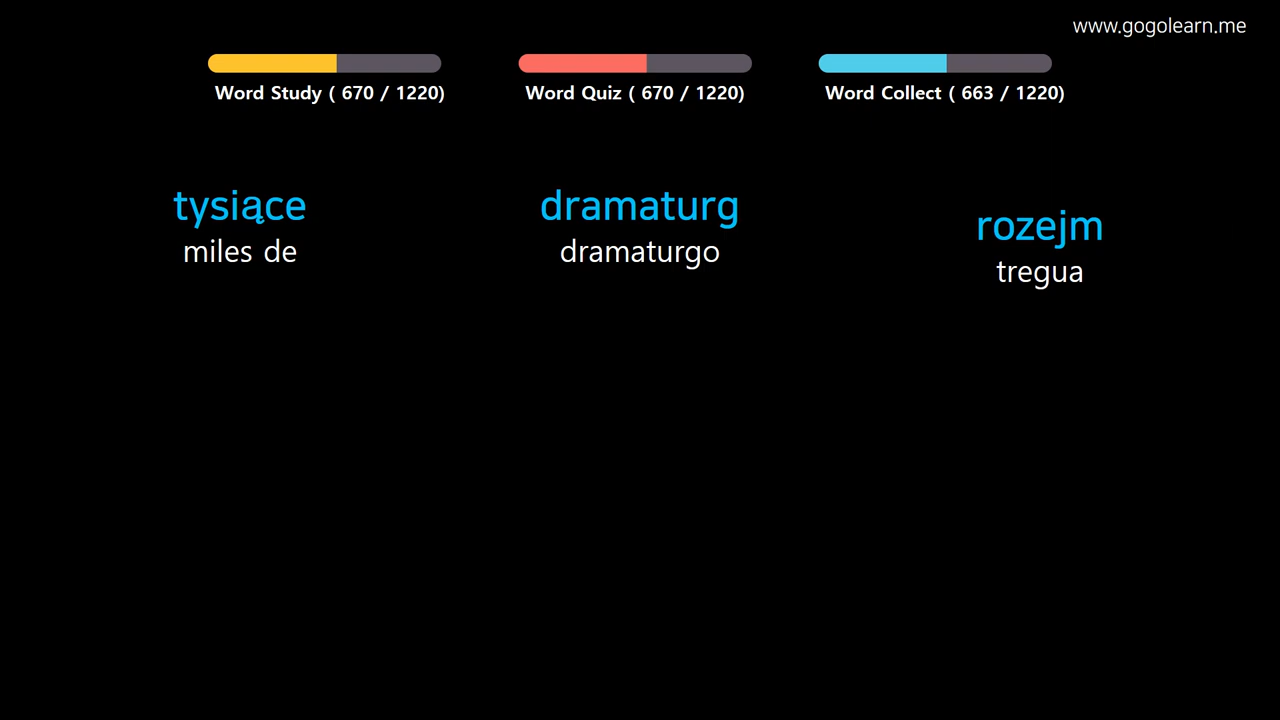 www.gogolearn.me
Word Study ( 670 / 1220)
Word Quiz ( 670 / 1220)
Word Collect ( 663 / 1220)
tysiące
miles de
dramaturg
dramaturgo
rozejm
tregua